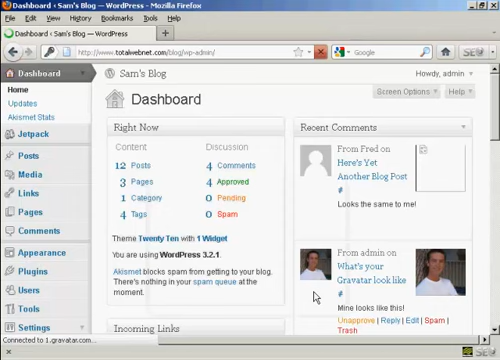 Dashboard ‹ Sam's Blog — WordPress - Mozilla Firefox
File Edit View History Bookmarks Tools Help
Dashboard ‹ Sam's Blog — WordPress
http://www.totalwebnet.com/blog/wp-admin/
Google
Dashboard
Home
Updates
Akismet Stats
Jetpack
Posts
Media
Links
Pages
Comments
Appearance
Plugins
Users
Tools
Settings
Sam's Blog
Howdy, admin
Screen Options
Help
Dashboard
Right Now
Content
Discussion
12 Posts
4 Comments
3 Pages
4 Approved
1 Category
0 Pending
4 Tags
0 Spam
Theme Twenty Ten with 1 Widget
You are using WordPress 3.2.1.
Akismet blocks spam from getting to your blog.
There's nothing in your spam queue at the
moment.
Incoming Links
Recent Comments
From Fred on
Here's Yet
Another Blog Post
#
Looks the same to me!
From admin on
What's your
Gravatar look like
#
Mine looks like this!
Unapprove | Reply | Edit | Spam |
Trash
Connected to 1.gravatar.com...